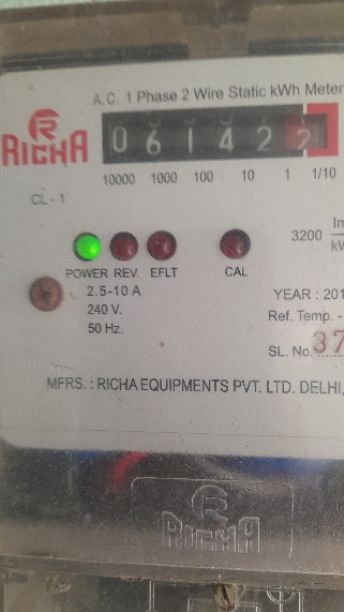 A.C. 1 Phase 2 Wire Static kWh Meter
RICHA
0 6 1 4 2 2
10000 1000 100 10 1 1/10
CL - 1
3200
POWER REV. EFLT CAL
2.5-10 A
240 V.
50 Hz.
YEAR : 201
Ref. Temp. -
SL. No. 37
MFRS. : RICHA EQUIPMENTS PVT. LTD. DELHI,
RICHA